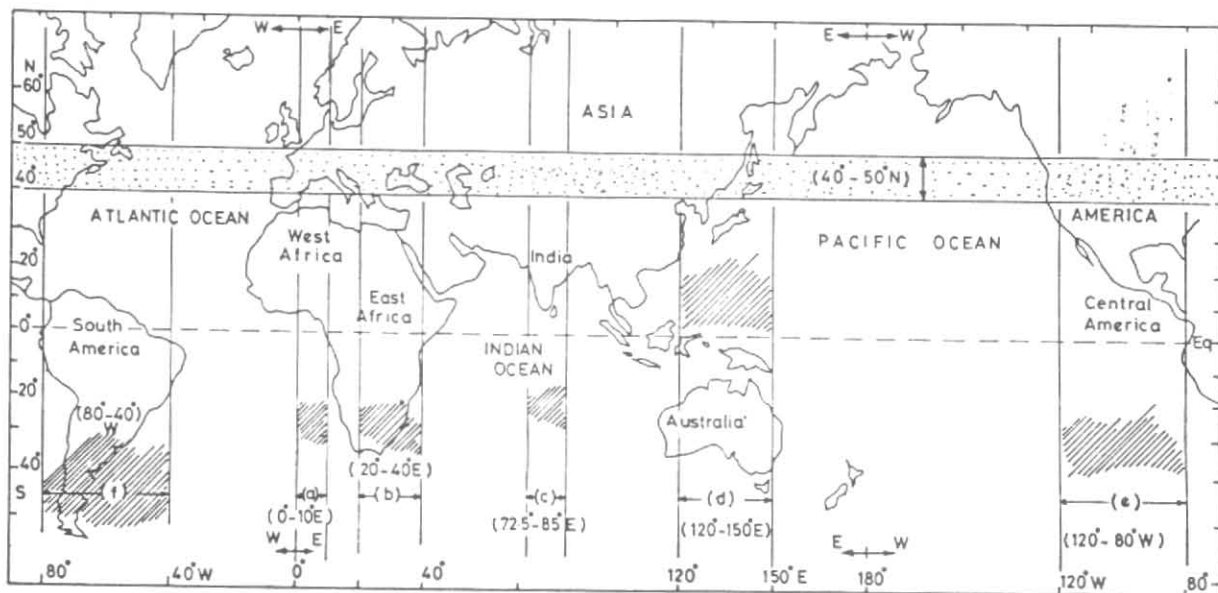 W E
E W
N
60°
50°
40°
20°
0°
20°
40°
S
ASIA
(40°-50°N)
ATLANTIC OCEAN
West
Africa
India
PACIFIC OCEAN
AMERICA
East
Africa
Central
America
South
America
INDIAN
OCEAN
Eq
(80°-40°)
W
Australia
(20°-40E)
(f)
(a)
(b)
(c)
(d)
(e)
(0°-10E)
(72.5-85°E)
(120°-150°E)
(120°-80°W)
W E
E W
80°
40°W
0°
40°
120°
150°E
180°
120°W
80°